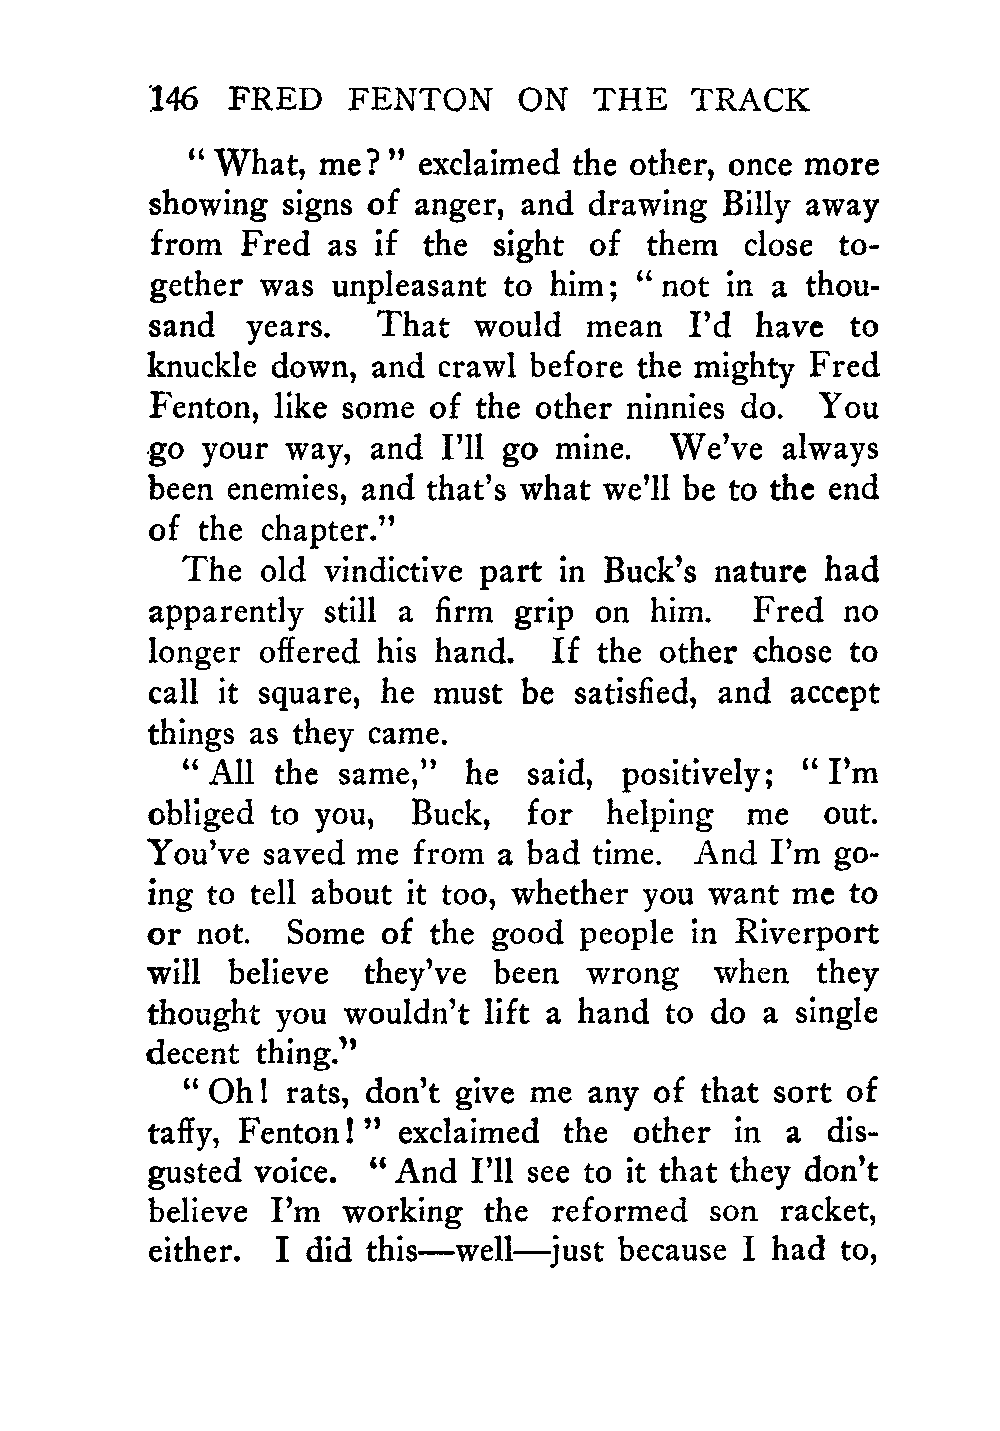 146 FRED FENTON ON THE TRACK
" What, me? " exclaimed the other, once more
showing signs of anger, and drawing Billy away
from Fred as if the sight of them close to-
gether was unpleasant to him; " not in a thou-
sand years. That would mean I'd have to
knuckle down, and crawl before the mighty Fred
Fenton, like some of the other ninnies do. You
go your way, and I'll go mine. We've always
been enemies, and that's what we'll be to the end
of the chapter."
The old vindictive part in Buck's nature had
apparently still a firm grip on him. Fred no
longer offered his hand. If the other chose to
call it square, he must be satisfied, and accept
things as they came.
" All the same," he said, positively; " I'm
obliged to you, Buck, for helping me out.
You've saved me from a bad time. And I'm go-
ing to tell about it too, whether you want me to
or not. Some of the good people in Riverport
will believe they've been wrong when they
thought you wouldn't lift a hand to do a single
decent thing."
" Oh! rats, don't give me any of that sort of
taffy, Fenton! " exclaimed the other in a dis-
gusted voice. " And I'll see to it that they don't
believe I'm working the reformed son racket,
either. I did this—well—just because I had to,